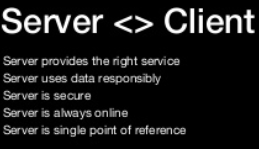 Server <> Client
Server provides the right service
Server uses data responsibly
Server is secure
Server is always online
Server is single point of reference